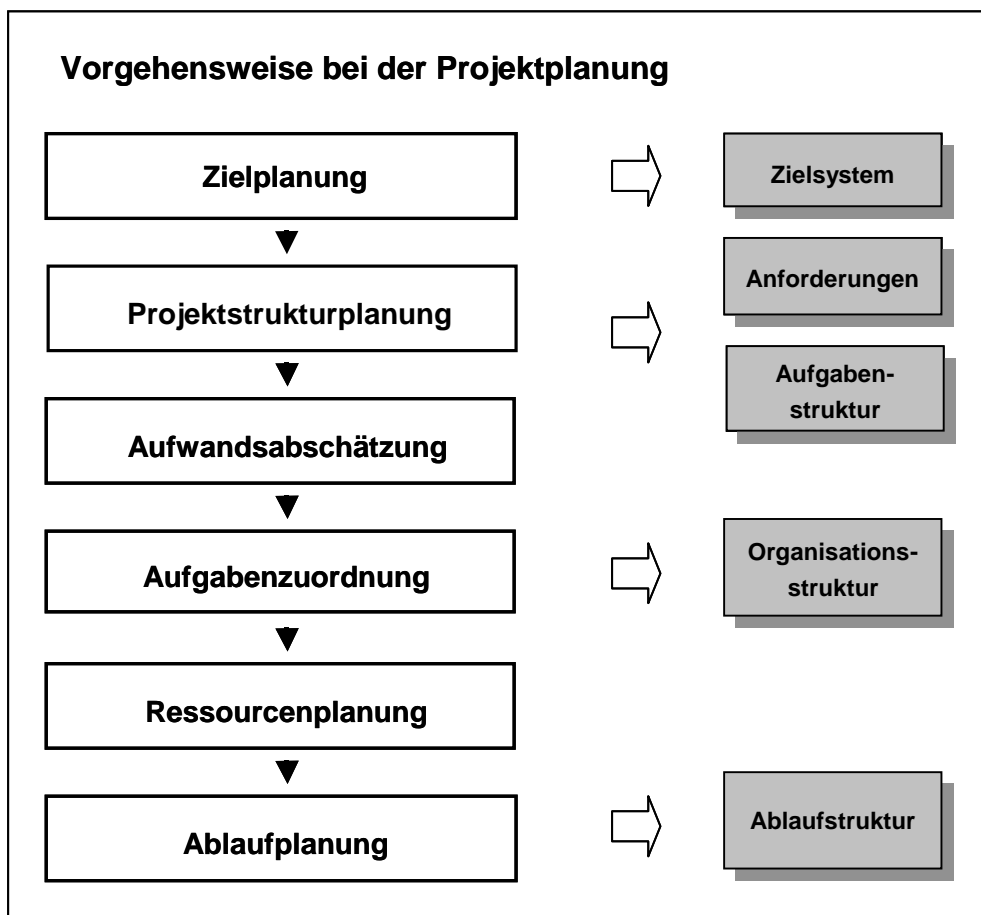 Vorgehensweise bei der Projektplanung
Zielplanung
Zielsystem
Anforderungen
Projektstrukturplanung
Aufgaben-
struktur
Aufwandsabschätzung
Aufgabenzuordnung
Organisations-
struktur
Ressourcenplanung
Ablaufplanung
Ablaufstruktur